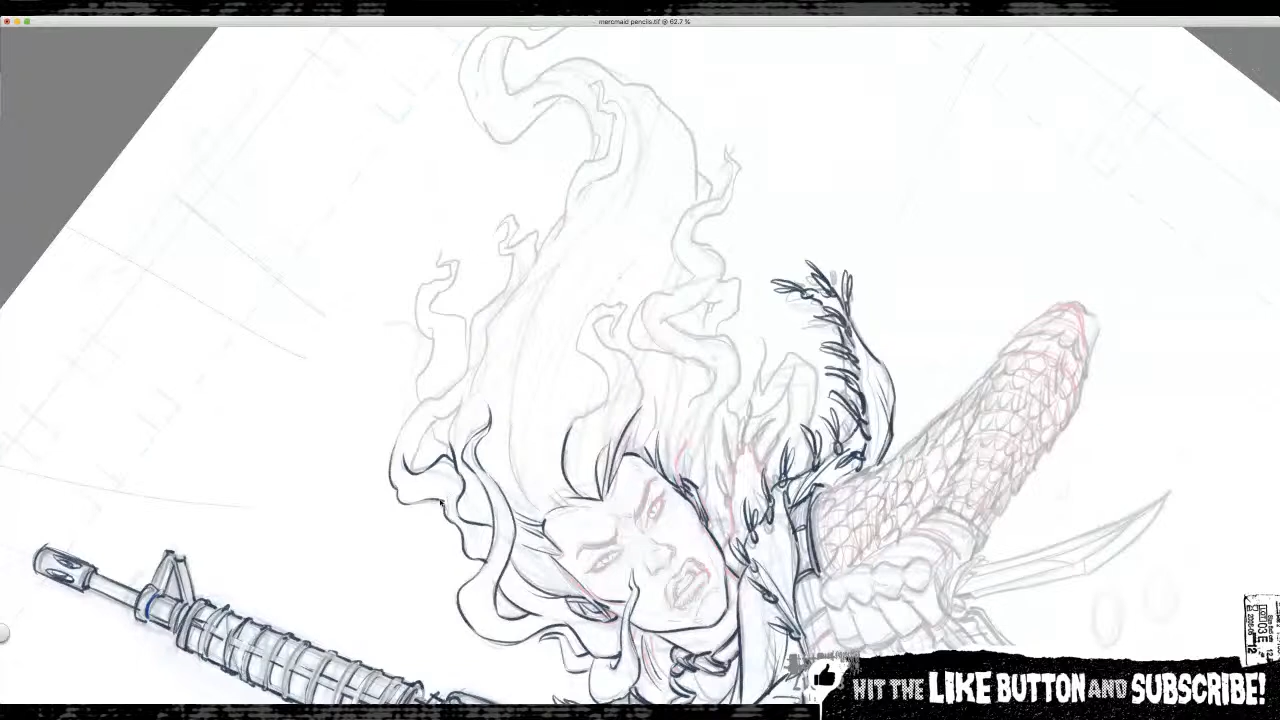 mercmaid pencils.tif @ 62.7 %
HIT THE LIKE BUTTON AND SUBSCRIBE!